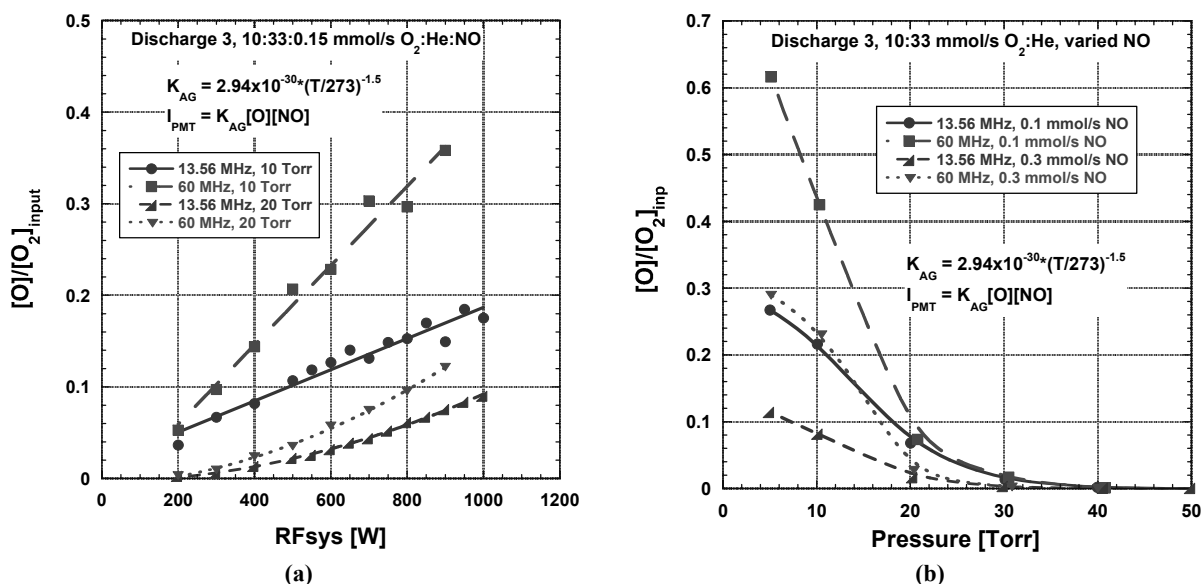 Discharge 3, 10:33:0.15 mmol/s O₂:He:NO
K_AG = 2.94x10⁻³⁰*(T/273)⁻¹·⁵
I_PMT = K_AG[O][NO]
13.56 MHz, 10 Torr
60 MHz, 10 Torr
13.56 MHz, 20 Torr
60 MHz, 20 Torr
[O]/[O₂]_input
0.5
0.4
0.3
0.2
0.1
0
0 200 400 600 800 1000 1200
RFsys [W]
(a)
Discharge 3, 10:33 mmol/s O₂:He, varied NO
13.56 MHz, 0.1 mmol/s NO
60 MHz, 0.1 mmol/s NO
13.56 MHz, 0.3 mmol/s NO
60 MHz, 0.3 mmol/s NO
K_AG = 2.94x10⁻³⁰*(T/273)⁻¹·⁵
I_PMT = K_AG[O][NO]
[O]/[O₂]_inp
0.7
0.6
0.5
0.4
0.3
0.2
0.1
0
0 10 20 30 40 50
Pressure [Torr]
(b)